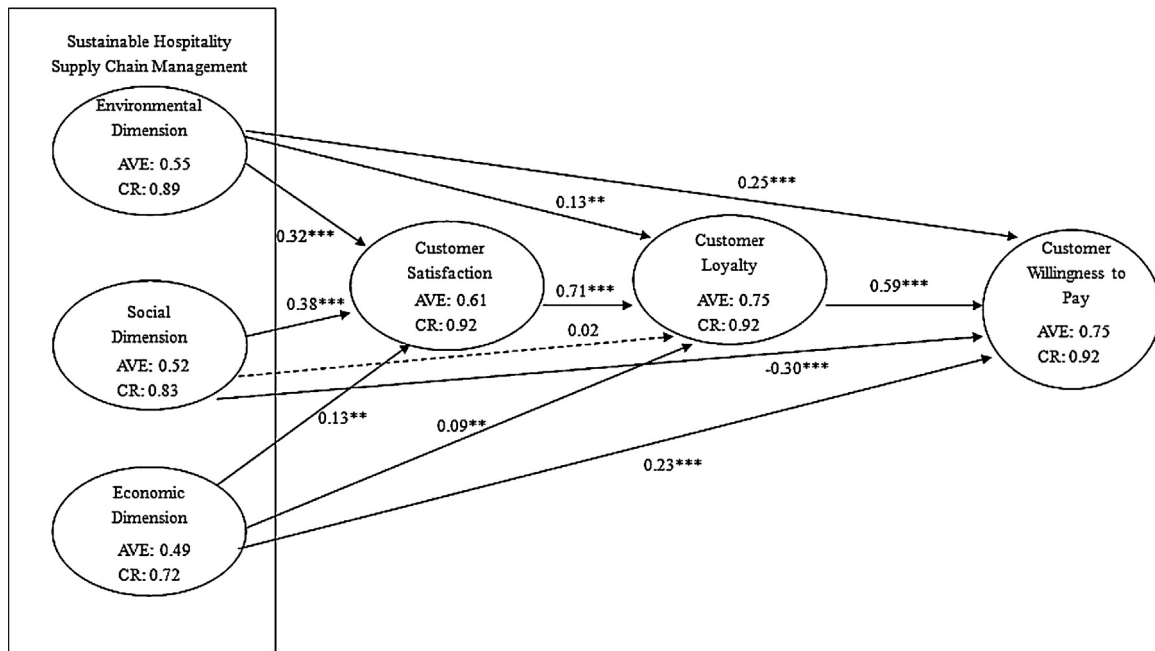 Sustainable Hospitality
Supply Chain Management
Environmental
Dimension
AVE: 0.55
CR: 0.89
0.25***
0.13**
0.32***
Customer
Satisfaction
AVE: 0.61
CR: 0.92
Customer
Loyalty
AVE: 0.75
CR: 0.92
Customer
Willingness to
Pay
AVE: 0.75
CR: 0.92
0.71***
0.59***
Social
Dimension
AVE: 0.52
CR: 0.83
0.38***
0.02
-0.30***
0.13**
0.09**
0.23***
Economic
Dimension
AVE: 0.49
CR: 0.72